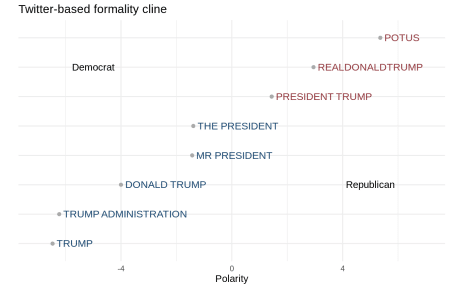 Twitter-based formality cline
POTUS
Democrat
REALDONALDTRUMP
PRESIDENT TRUMP
THE PRESIDENT
MR PRESIDENT
DONALD TRUMP
Republican
TRUMP ADMINISTRATION
TRUMP
-4 0 4
Polarity